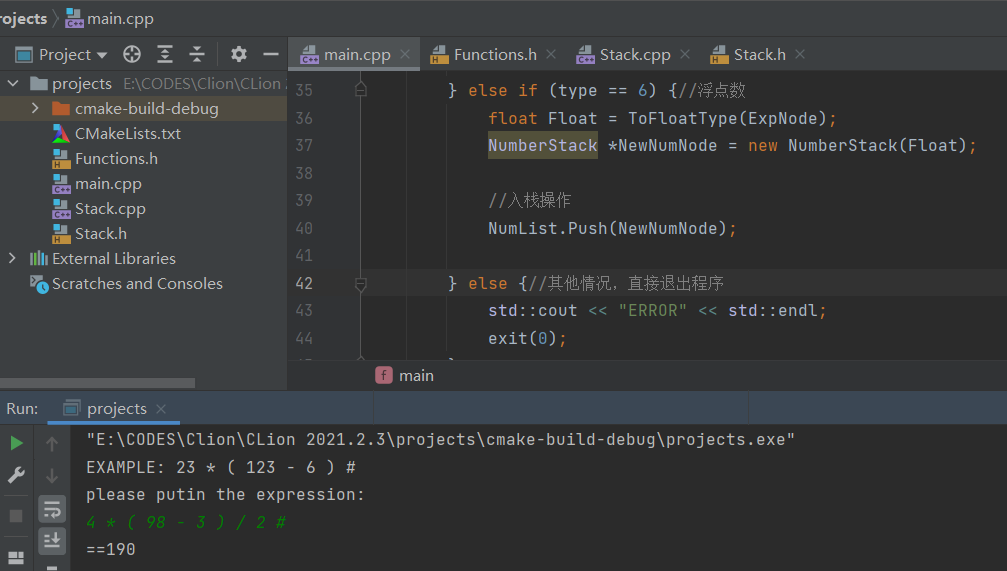 rojects main.cpp
Project main.cpp Functions.h Stack.cpp Stack.h
projects E:\CODES\Clion\CLion
cmake-build-debug
CMakeLists.txt
Functions.h
main.cpp
Stack.cpp
Stack.h
External Libraries
Scratches and Consoles
35 } else if (type == 6) {//浮点数
36 float Float = ToFloatType(ExpNode);
37 NumberStack *NewNumNode = new NumberStack(Float);
38
39 //入栈操作
40 NumList.Push(NewNumNode);
41
42 } else {//其他情况，直接退出程序
43 std::cout << "ERROR" << std::endl;
44 exit(0);
main
Run: projects
"E:\CODES\Clion\CLion 2021.2.3\projects\cmake-build-debug\projects.exe"
EXAMPLE: 23 * ( 123 - 6 ) #
please putin the expression:
4 * ( 98 - 3 ) / 2 #
==190